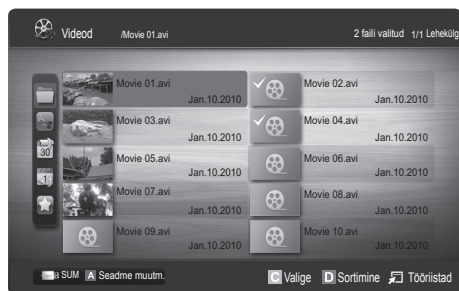 Videod /Movie 01.avi 2 faili valitud 1/1 Lehekülg
Movie 01.avi Movie 02.avi
Jan.10.2010 Jan.10.2010
Movie 03.avi Movie 04.avi
Jan.10.2010 Jan.10.2010
30 Movie 05.avi Movie 06.avi
1 Jan.10.2010 Jan.10.2010
Movie 07.avi Movie 08.avi
Jan.10.2010 Jan.10.2010
Movie 09.avi Movie 10.avi
Jan.10.2010 Jan.10.2010
SUM A Seadme muutm. C Valige D Sortimine Tööriistad